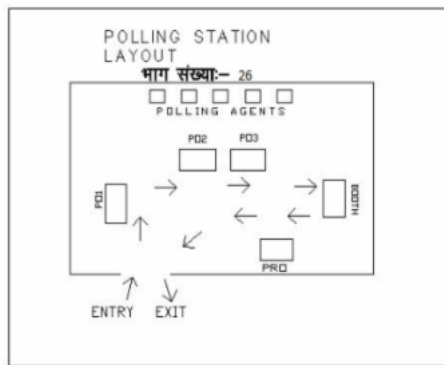 POLLING STATION
LAYOUT
भाग संख्याः- 26
POLLING AGENTS
PO2 PO3
PO1
BOOTH
PRO
ENTRY EXIT